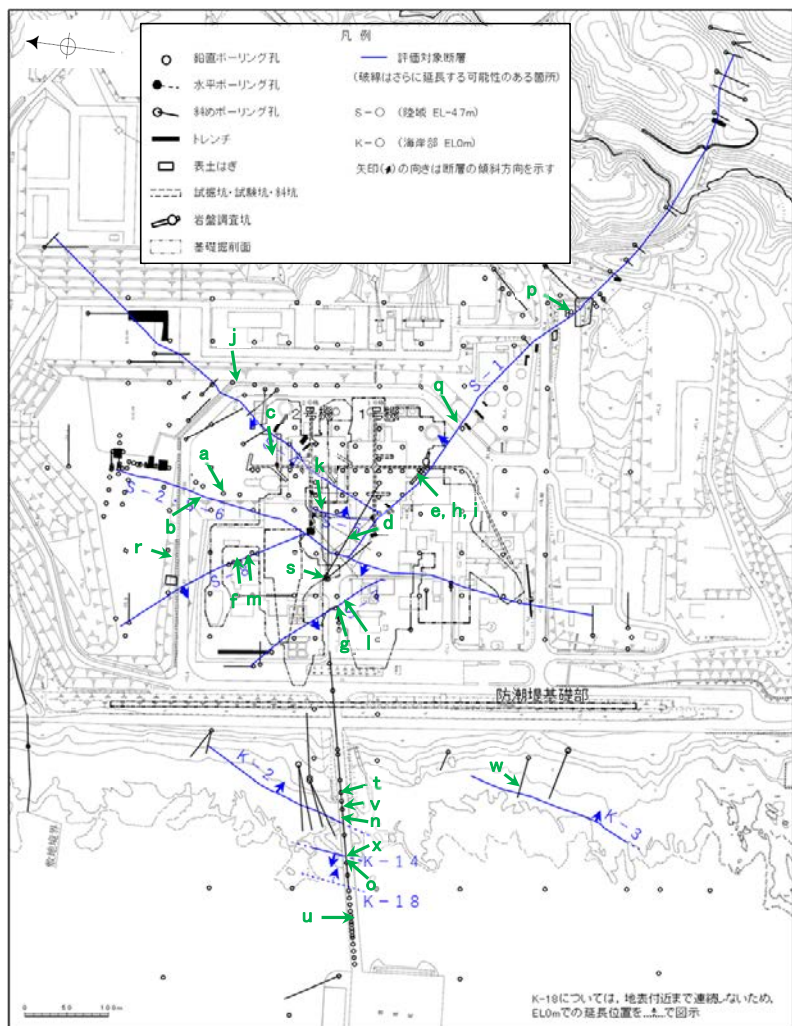 凡例
鉛直ボーリング孔
水平ボーリング孔
斜めボーリング孔
トレンチ
表土はぎ
試掘坑・試験坑・斜坑
岩盤調査坑
基礎掘削面
評価対象断層
(破線はさらに延長する可能性のある箇所)
S-○ (陸域 EL-47m)
K-○ (海岸部 EL0m)
矢印( )の向きは断層の傾斜方向を示す
p
j
S-1
q
c
2号機
1号機
a
k
S-2・S-6
b
d
e, h, i
r
s
S-8
f
m
g
l
防潮堤基礎部
K-2
t
v
n
w
K-3
x
K-14
o
K-18
u
敷地境界
0 50 100m
K-18については、地表付近まで連続しないため、
EL0mでの延長位置を で図示